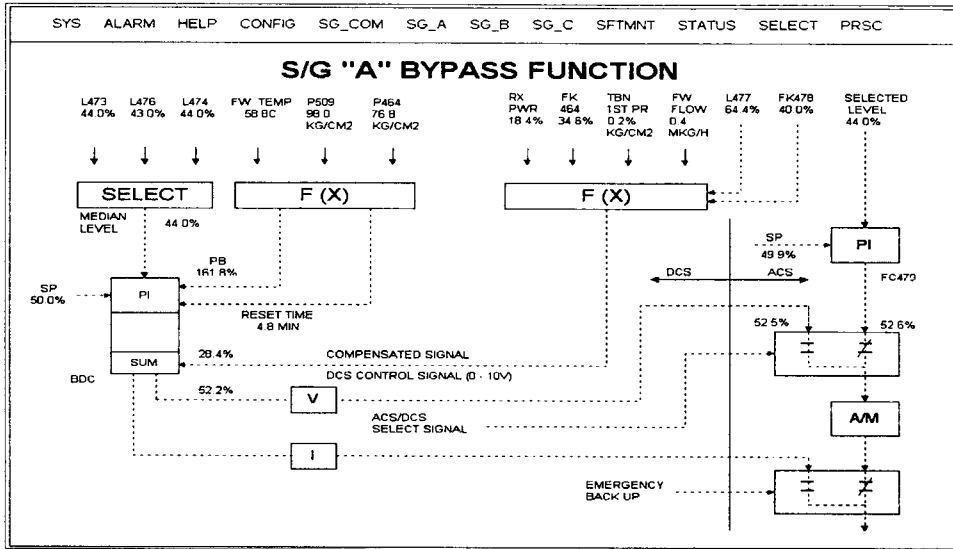 SYS ALARM HELP CONFIG SG_COM SG_A SG_B SG_C SFTMNT STATUS SELECT PRSC
S/G "A" BYPASS FUNCTION
L473
44.0%
L476
43.0%
L474
44.0%
FW TEMP
58.8C
P509
98.0
KG/CM2
P464
76.8
KG/CM2
RX
PWR
18.4%
FK
464
34.6%
TBN
1ST PR
0.2%
KG/CM2
FW
FLOW
0.4
MKG/H
L477
64.4%
FK478
40.0%
SELECTED
LEVEL
44.0%
SELECT
F (X)
F (X)
MEDIAN
LEVEL
44.0%
SP
49.9%
PI
PB
161.8%
DCS
ACS
FC479
SP
50.0%
PI
RESET TIME
4.8 MIN
52.5%
52.6%
SUM
28.4%
COMPENSATED SIGNAL
BDC
52.2%
DCS CONTROL SIGNAL (0 - 10V)
V
ACS/DCS
SELECT SIGNAL
A/M
I
EMERGENCY
BACK UP